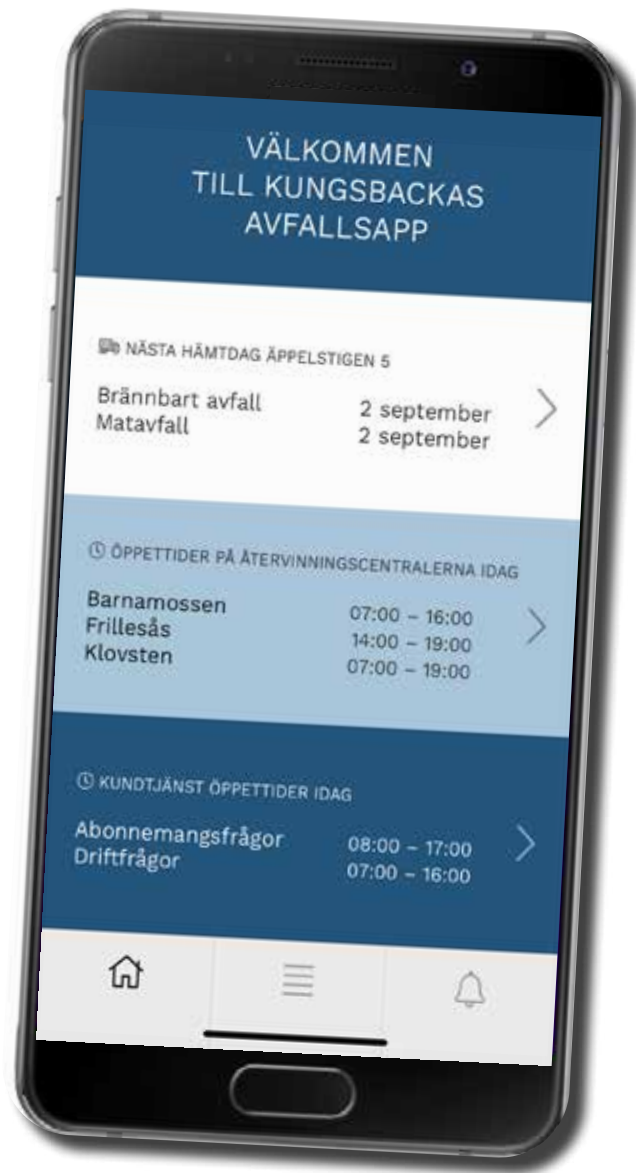 VÄLKOMMEN
TILL KUNGSBACKAS
AVFALLSAPP
NÄSTA HÄMTDAG ÄPPELSTIGEN 5
Brännbart avfall 2 september
Matavfall 2 september
ÖPPETTIDER PÅ ÅTERVINNINGSCENTRALERNA IDAG
Barnamossen 07:00 – 16:00
Frillesås 14:00 – 19:00
Klovsten 07:00 – 19:00
KUNDTJÄNST ÖPPETTIDER IDAG
Abonnemangsfrågor 08:00 – 17:00
Driftfrågor 07:00 – 16:00